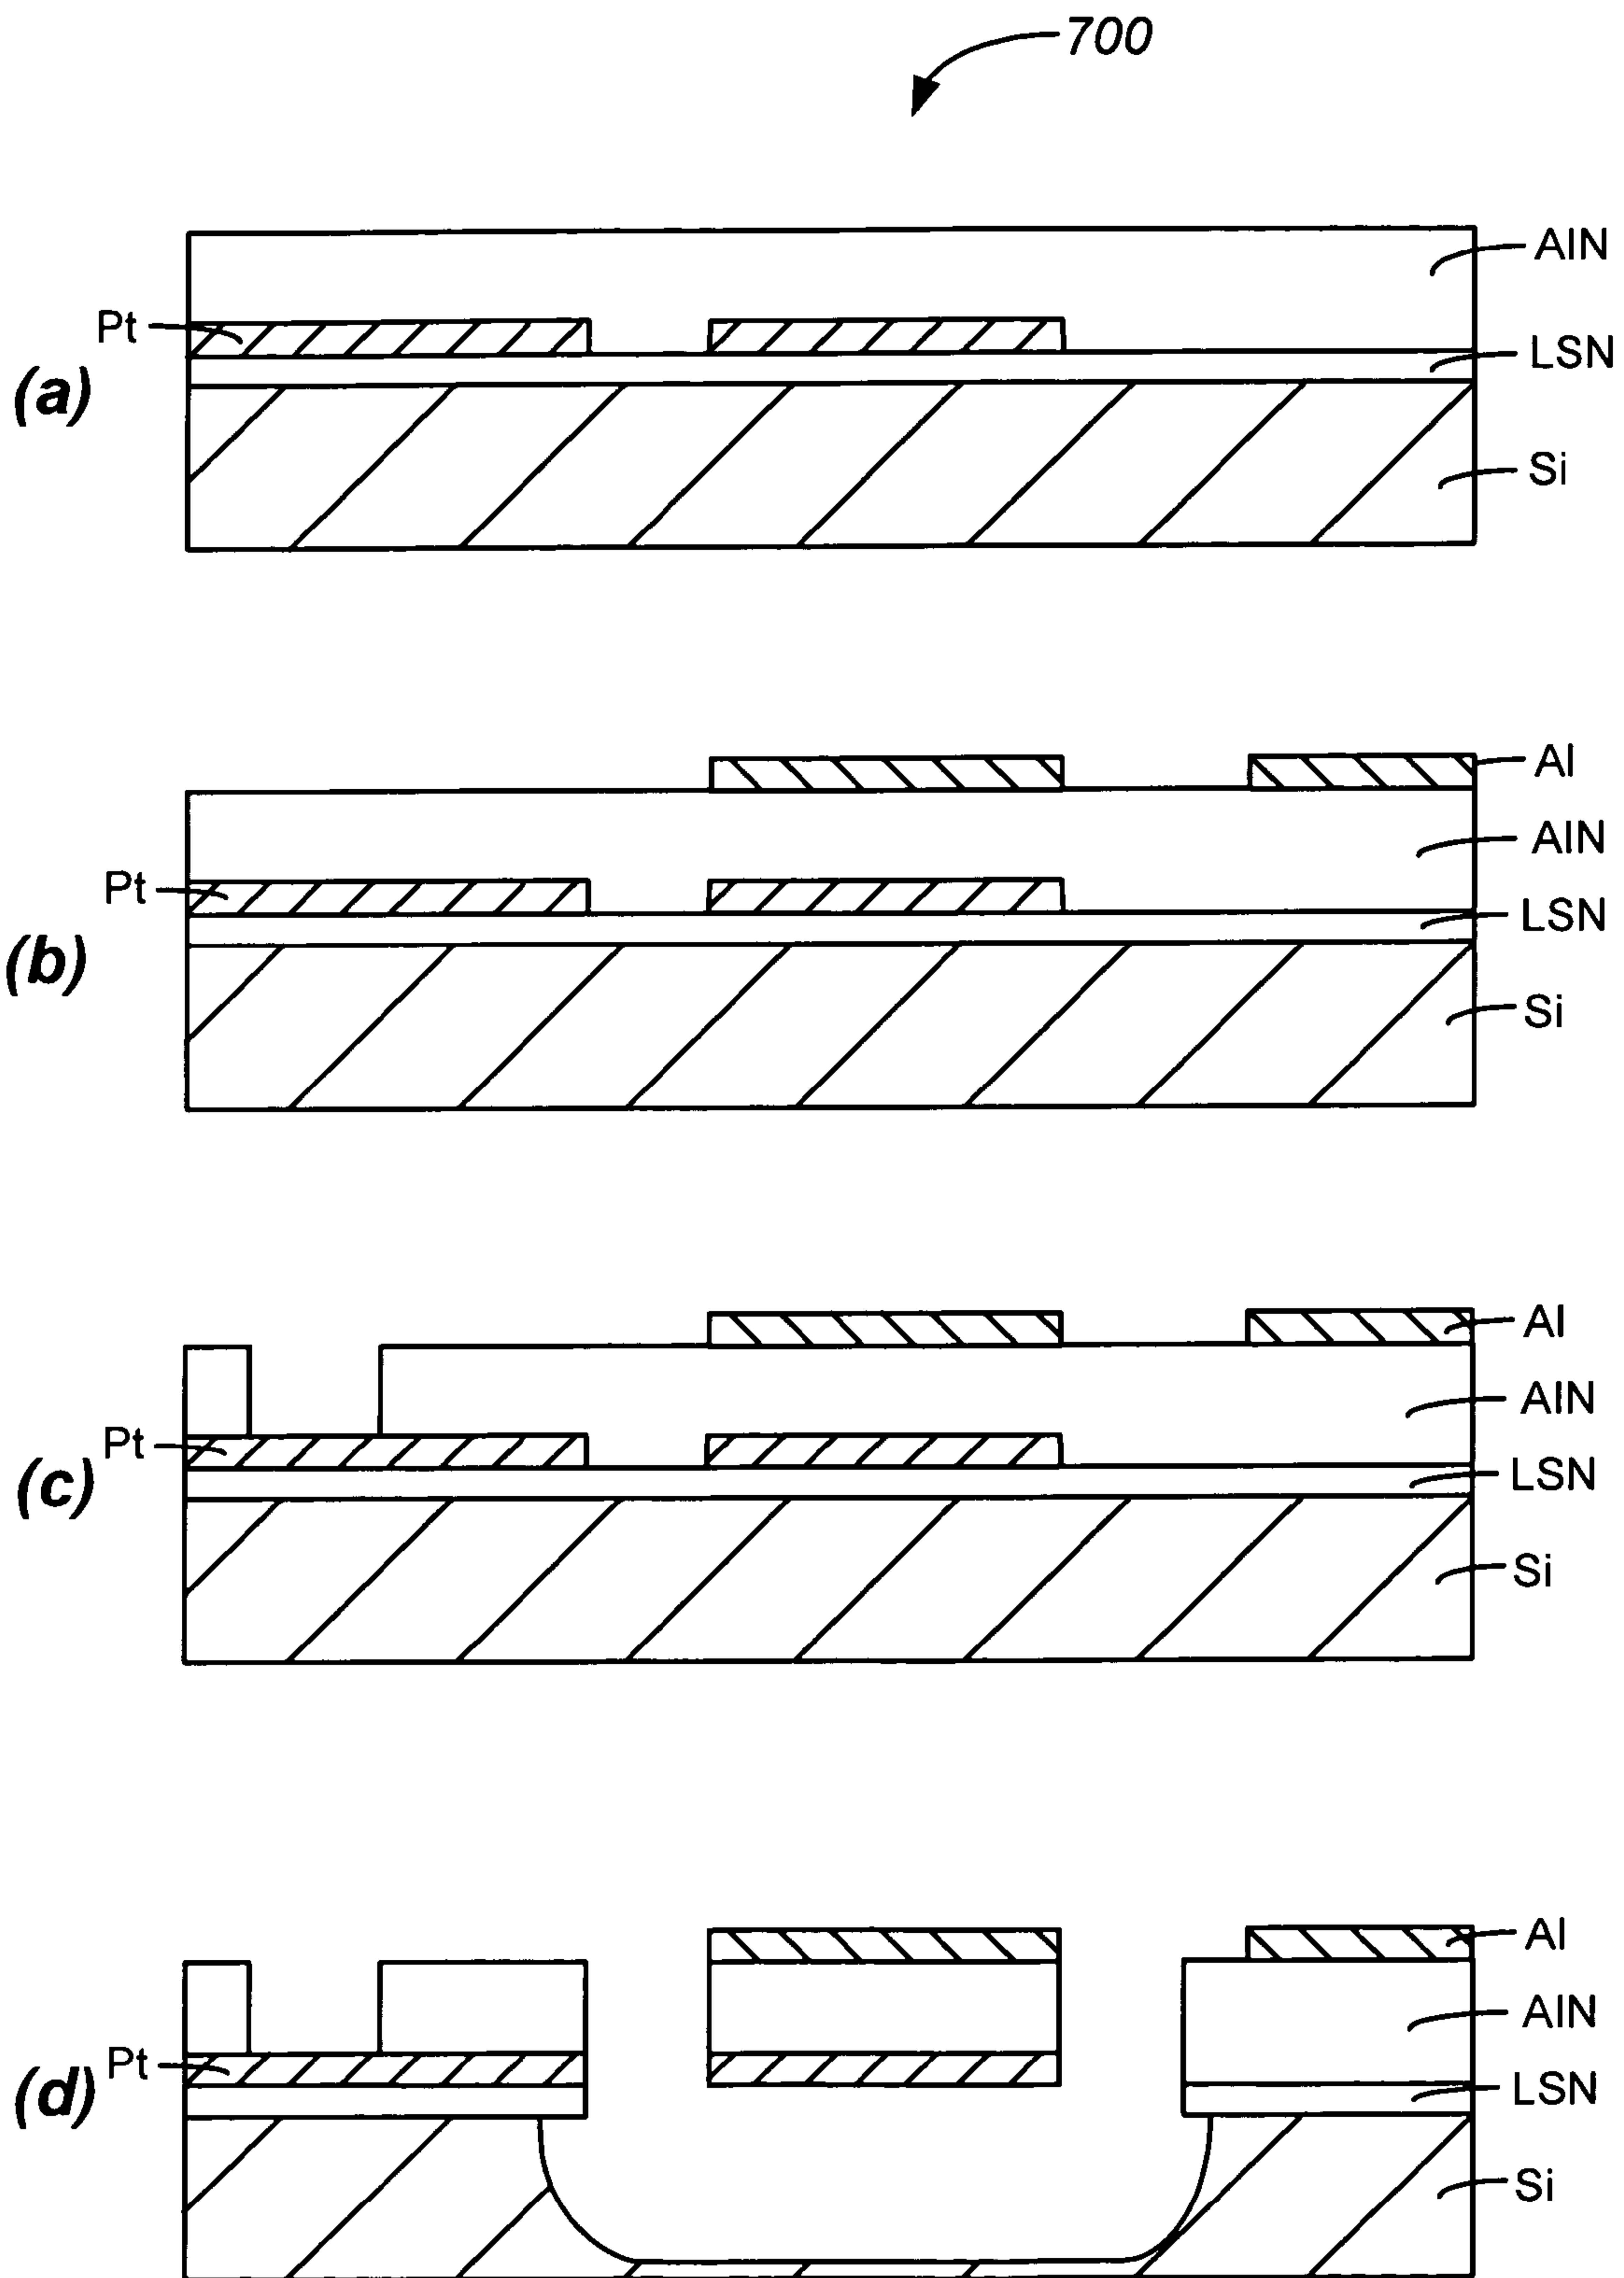 700
AlN
Pt
LSN
(a)
Si
Al
AlN
Pt
LSN
(b)
Si
Al
AlN
Pt
LSN
(c)
Si
Al
AlN
Pt
LSN
(d)
Si